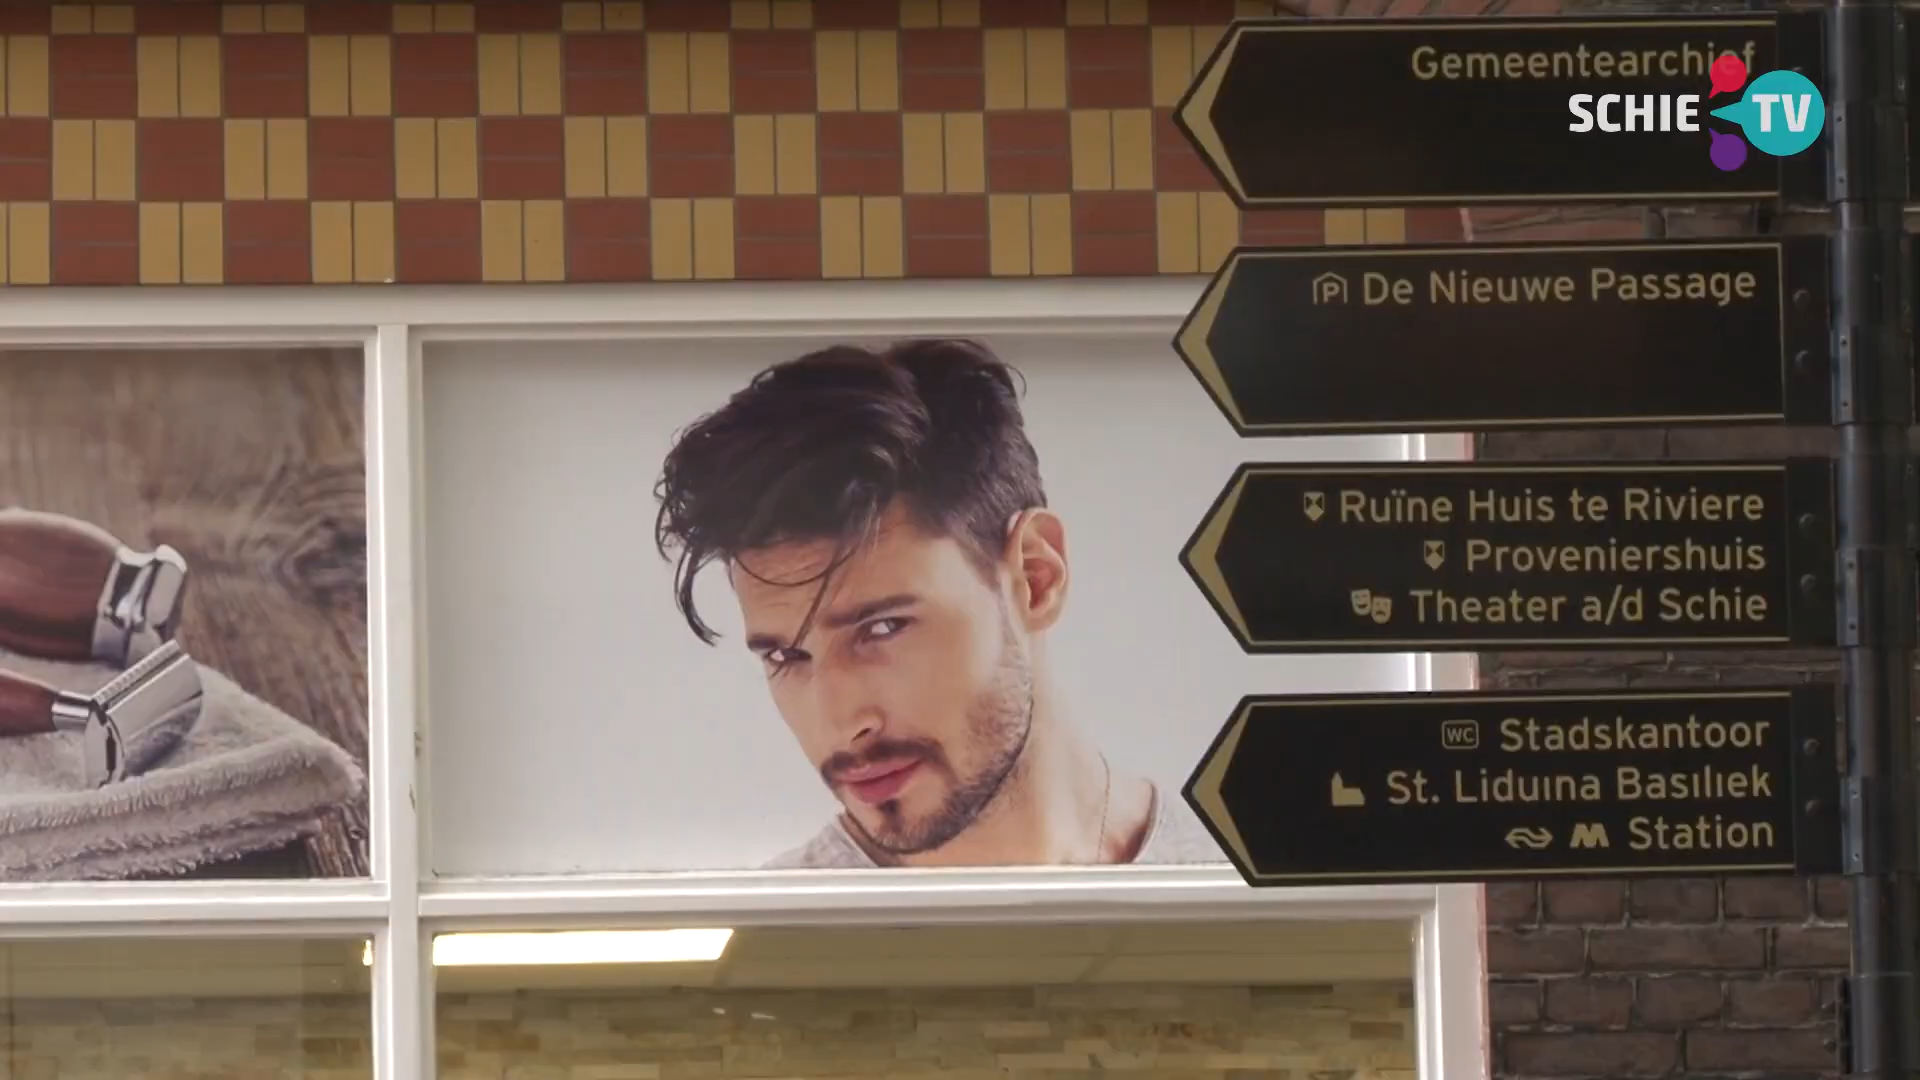 Gemeentearchief
SCHIE TV
P De Nieuwe Passage
Ruïne Huis te Riviere
Proveniershuis
Theater a/d Schie
WC Stadskantoor
St. Liduina Basiliek
M Station